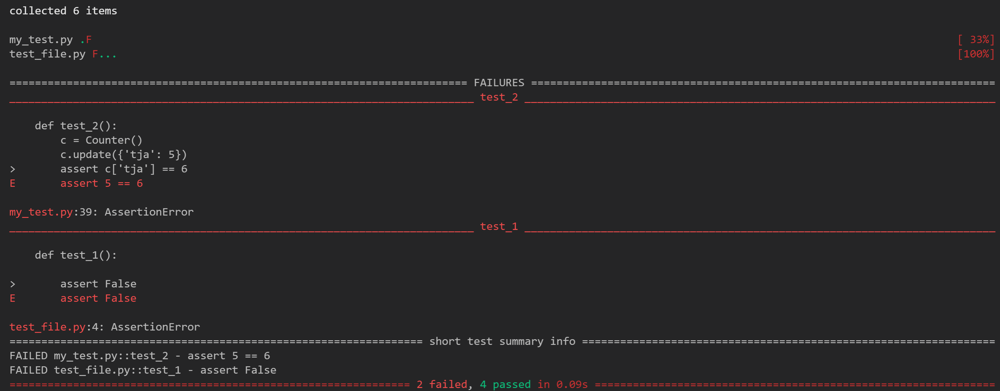 collected 6 items
my_test.py .F [ 33%]
test_file.py F... [100%]
======================================================================== FAILURES =========================================================================
_________________________________________________________________________ test_2 __________________________________________________________________________
def test_2():
c = Counter()
c.update({'tja': 5})
> assert c['tja'] == 6
E assert 5 == 6
my_test.py:39: AssertionError
_________________________________________________________________________ test_1 __________________________________________________________________________
def test_1():
> assert False
E assert False
test_file.py:4: AssertionError
================================================================= short test summary info =================================================================
FAILED my_test.py::test_2 - assert 5 == 6
FAILED test_file.py::test_1 - assert False
=============================================================== 2 failed, 4 passed in 0.09s ===============================================================